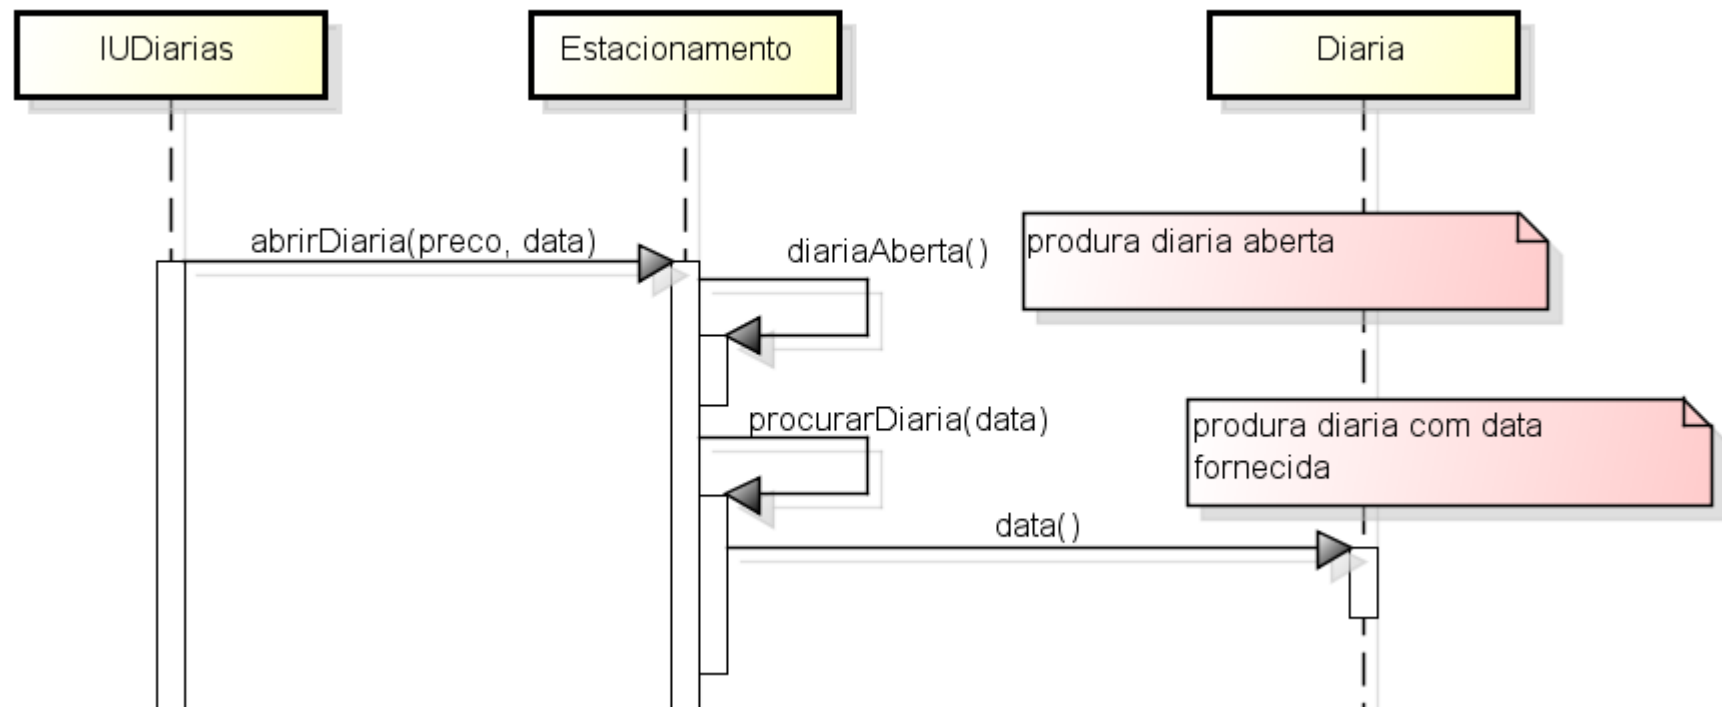 IUDiarias
Estacionamento
Diaria
abrirDiaria(preco, data)
diariaAberta()
produra diaria aberta
procurarDiaria(data)
produra diaria com data
fornecida
data()